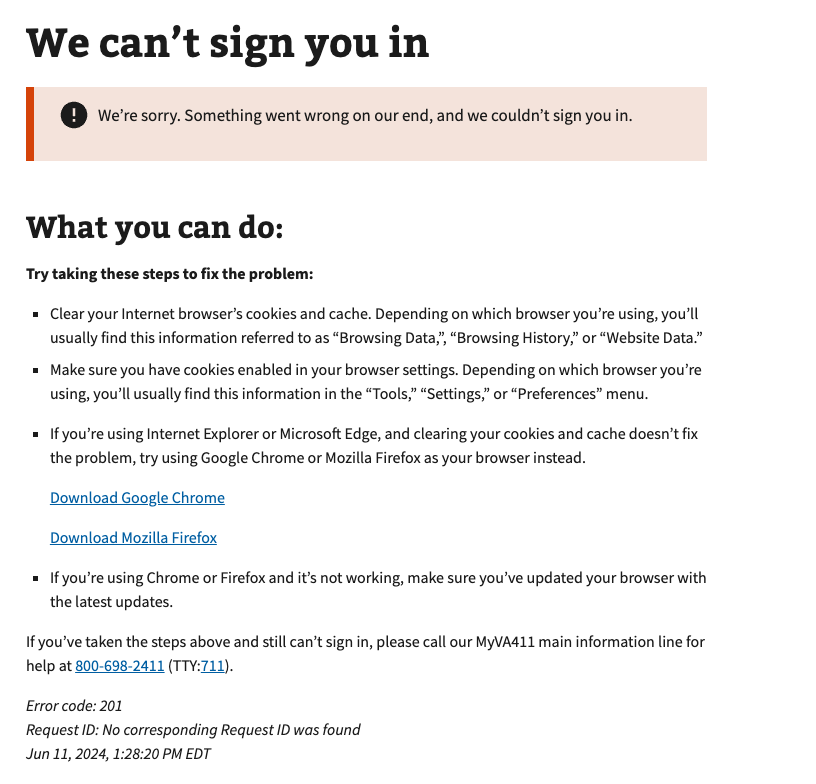 We can’t sign you in
We’re sorry. Something went wrong on our end, and we couldn’t sign you in.
What you can do:
Try taking these steps to fix the problem:
Clear your Internet browser’s cookies and cache. Depending on which browser you’re using, you’ll
usually find this information referred to as “Browsing Data,”, “Browsing History,” or “Website Data.”
Make sure you have cookies enabled in your browser settings. Depending on which browser you’re
using, you’ll usually find this information in the “Tools,” “Settings,” or “Preferences” menu.
If you’re using Internet Explorer or Microsoft Edge, and clearing your cookies and cache doesn’t fix
the problem, try using Google Chrome or Mozilla Firefox as your browser instead.
Download Google Chrome
Download Mozilla Firefox
If you’re using Chrome or Firefox and it’s not working, make sure you’ve updated your browser with
the latest updates.
If you’ve taken the steps above and still can’t sign in, please call our MyVA411 main information line for
help at 800-698-2411 (TTY:711).
Error code: 201
Request ID: No corresponding Request ID was found
Jun 11, 2024, 1:28:20 PM EDT